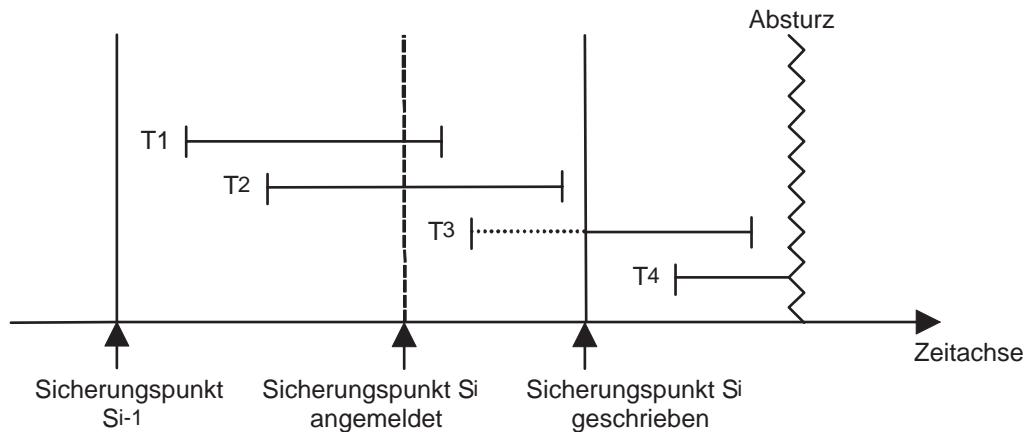 Absturz
T1
T2
T3
T4
Zeitachse
Sicherungspunkt
Si-1
Sicherungspunkt Si
angemeldet
Sicherungspunkt Si
geschrieben